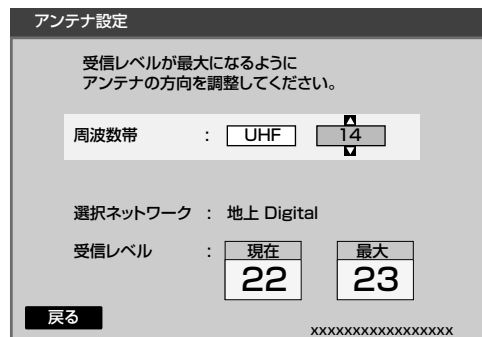 アンテナ設定
受信レベルが最大になるように
アンテナの方向を調整してください。
周波数帯 : UHF 14
選択ネットワーク : 地上 Digital
受信レベル : 現在 最大
22 23
戻る
xxxxxxxxxxxxxxxxx